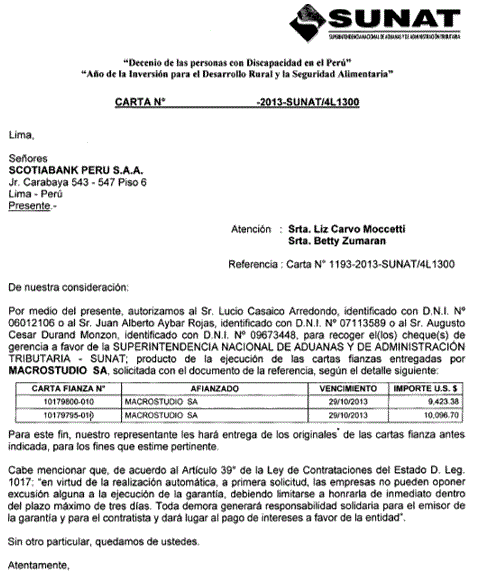 SUNAT
SUPERINTENDENCIA NACIONAL DE ADUANAS Y DE ADMINISTRACIÓN TRIBUTARIA
“Decenio de las personas con Discapacidad en el Perú”
“Año de la Inversión para el Desarrollo Rural y la Seguridad Alimentaria”
CARTA N° -2013-SUNAT/4L1300
Lima,
Señores
SCOTIABANK PERU S.A.A.
Jr. Carabaya 543 - 547 Piso 6
Lima - Perú
Presente.-
Atención : Srta. Liz Carvo Moccetti
Srta. Betty Zumaran
Referencia : Carta N° 1193-2013-SUNAT/4L1300
De nuestra consideración:
Por medio del presente, autorizamos al Sr. Lucio Casaico Arredondo, identificado con D.N.I. N°
06012106 o al Sr. Juan Alberto Aybar Rojas, identificado con D.N.I. N° 07113589 o al Sr. Augusto
Cesar Durand Monzon, identificado con D.N.I. N° 09673448, para recoger el(los) cheque(s) de
gerencia a favor de la SUPERINTENDENCIA NACIONAL DE ADUANAS Y DE ADMINISTRACIÓN
TRIBUTARIA - SUNAT; producto de la ejecución de las cartas fianzas entregadas por
MACROSTUDIO SA, solicitada con el documento de la referencia, según el detalle siguiente:
CARTA FIANZA N° AFIANZADO VENCIMIENTO IMPORTE U.S. $
10179800-010 MACROSTUDIO SA 29/10/2013 9,423.38
10179795-010 MACROSTUDIO SA 29/10/2013 10,096.70
Para este fin, nuestro representante les hará entrega de los originales de las cartas fianza antes
indicada, para los fines que estime pertinente.
Cabe mencionar que, de acuerdo al Artículo 39° de la Ley de Contrataciones del Estado D. Leg.
1017: “en virtud de la realización automática, a primera solicitud, las empresas no pueden oponer
excusión alguna a la ejecución de la garantía, debiendo limitarse a honrarla de inmediato dentro
del plazo máximo de tres días. Toda demora generará responsabilidad solidaria para el emisor de
la garantía y para el contratista y dará lugar al pago de intereses a favor de la entidad”.
Sin otro particular, quedamos de ustedes.
Atentamente,